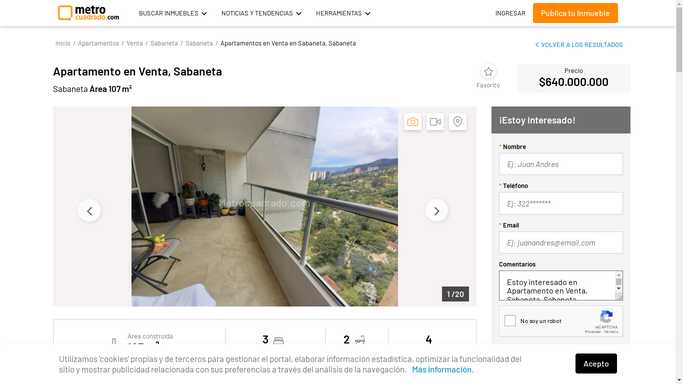 metro
cuadrado.com
BUSCAR INMUEBLES
NOTICIAS Y TENDENCIAS
HERRAMIENTAS
INGRESAR
Publica tu Inmueble
Inicio / Apartamentos / Venta / Sabaneta / Sabaneta / Apartamentos en Venta en Sabaneta, Sabaneta
VOLVER A LOS RESULTADOS
Apartamento en Venta, Sabaneta
Sabaneta Área 107 m²
Favorito
Precio
$640.000.000
Metrocuadrado.com
1 / 20
¡Estoy Interesado!
* Nombre
Ej: Juan Andres
* Teléfono
Ej: 322*******
* Email
Ej: juanandres@email.com
Comentarios
Estoy interesado en
Apartamento en Venta,
Sabaneta, Sabaneta
No soy un robot
reCAPTCHA
Privacidad - Términos
Área construida
3
2
4
Utilizamos 'cookies' propias y de terceros para gestionar el portal, elaborar información estadística, optimizar la funcionalidad del
sitio y mostrar publicidad relacionada con sus preferencias a través del análisis de la navegación. Más información.
Acepto